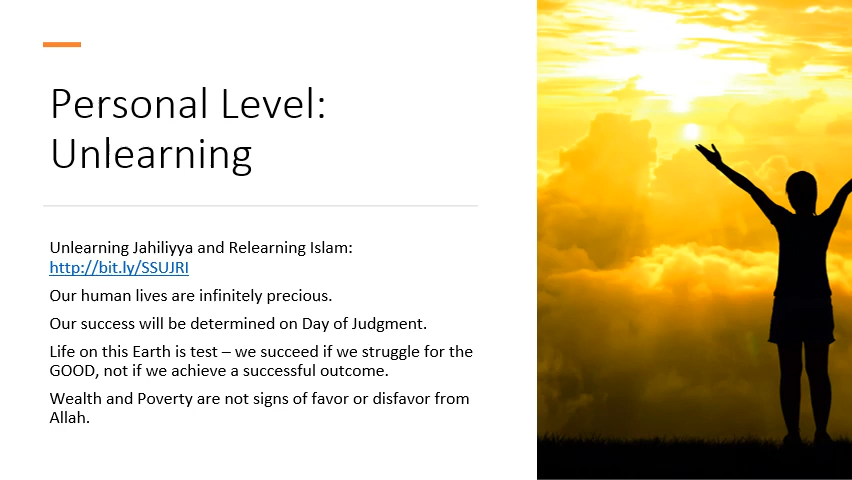 Personal Level:
Unlearning
Unlearning Jahiliyya and Relearning Islam:
http://bit.ly/SSUJRI
Our human lives are infinitely precious.
Our success will be determined on Day of Judgment.
Life on this Earth is test – we succeed if we struggle for the
GOOD, not if we achieve a successful outcome.
Wealth and Poverty are not signs of favor or disfavor from
Allah.